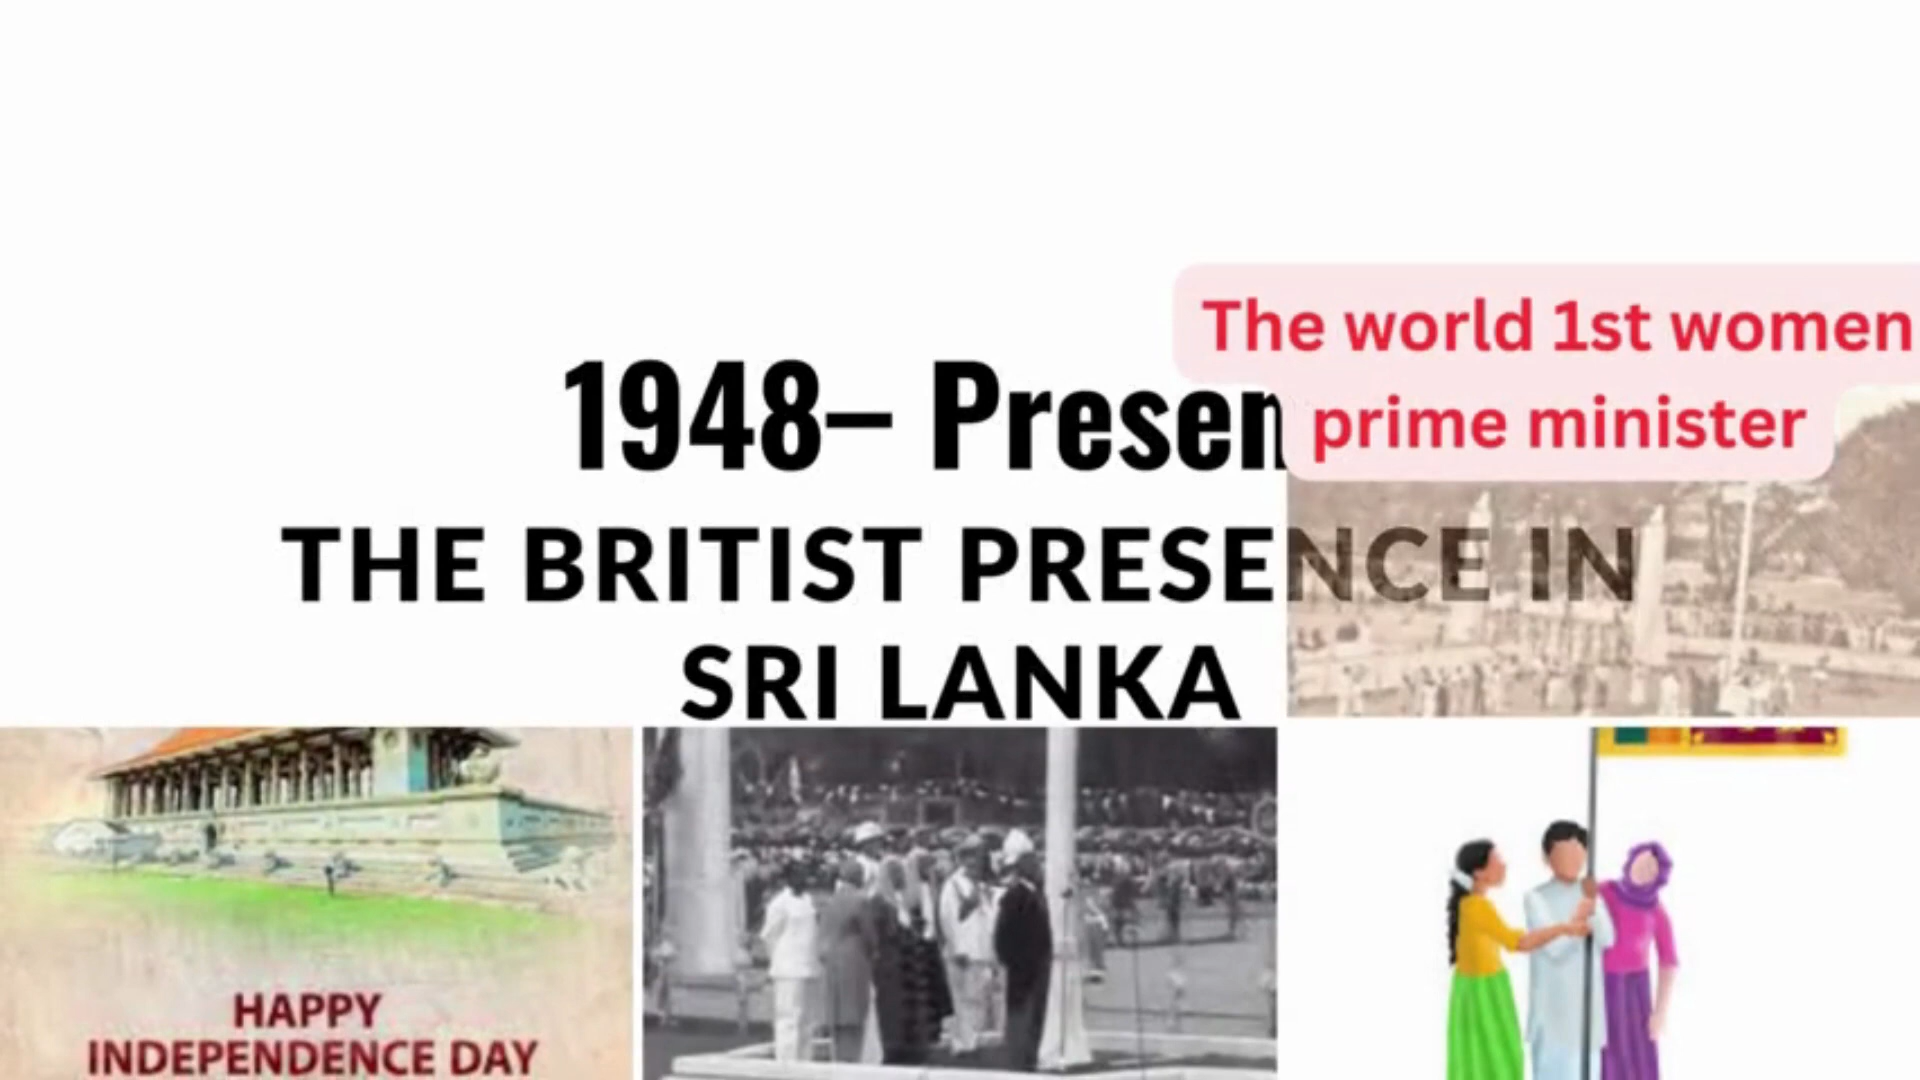 The world 1st women
prime minister
1948– Presen
THE BRITIST PRESENCE IN
SRI LANKA
HAPPY
INDEPENDENCE DAY